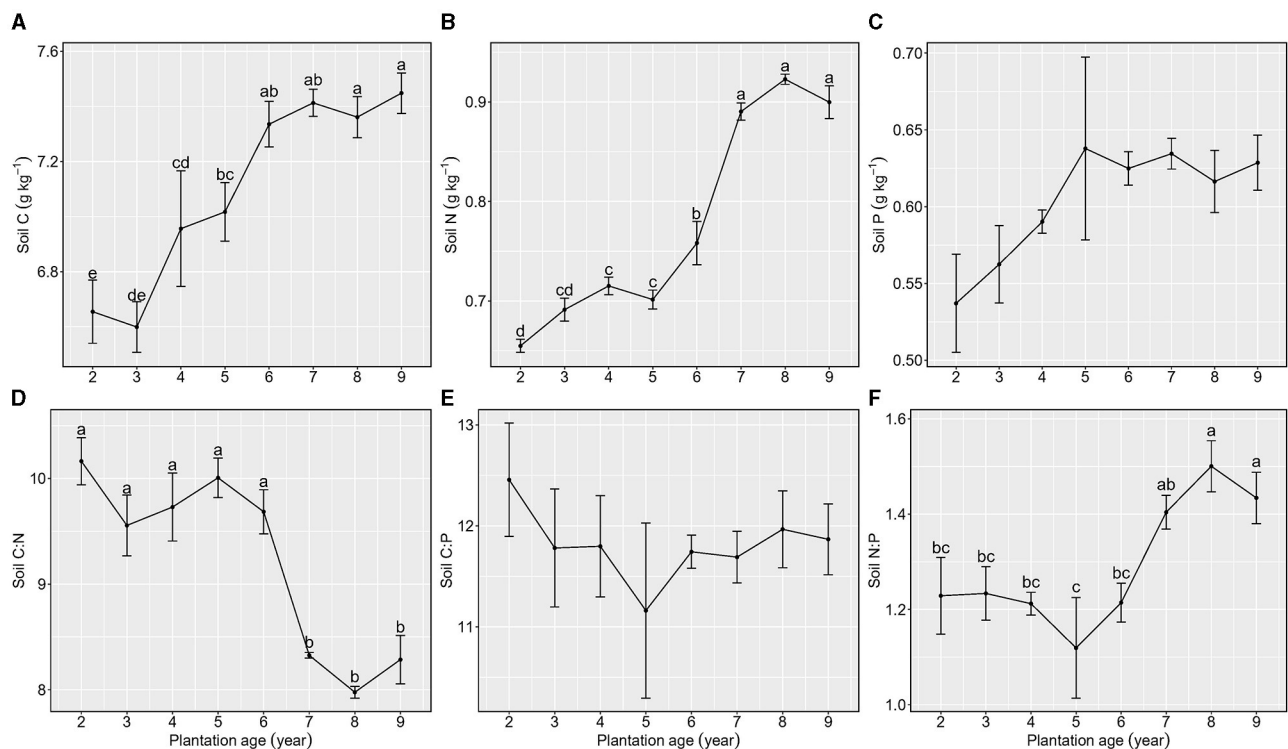 A
B
C
7.6
7.2
6.8
Soil C (g kg⁻¹)
e
de
cd
bc
ab
ab
a
a
2 3 4 5 6 7 8 9
0.9
0.8
0.7
Soil N (g kg⁻¹)
d
cd
c
c
b
a
a
a
2 3 4 5 6 7 8 9
0.70
0.65
0.60
0.55
0.50
Soil P (g kg⁻¹)
2 3 4 5 6 7 8 9
D
E
F
10
9
8
Soil C:N
a
a
a
a
a
b
b
b
2 3 4 5 6 7 8 9
Plantation age (year)
13
12
11
Soil C:P
2 3 4 5 6 7 8 9
Plantation age (year)
1.6
1.4
1.2
1.0
Soil N:P
bc
bc
bc
c
bc
ab
a
a
2 3 4 5 6 7 8 9
Plantation age (year)